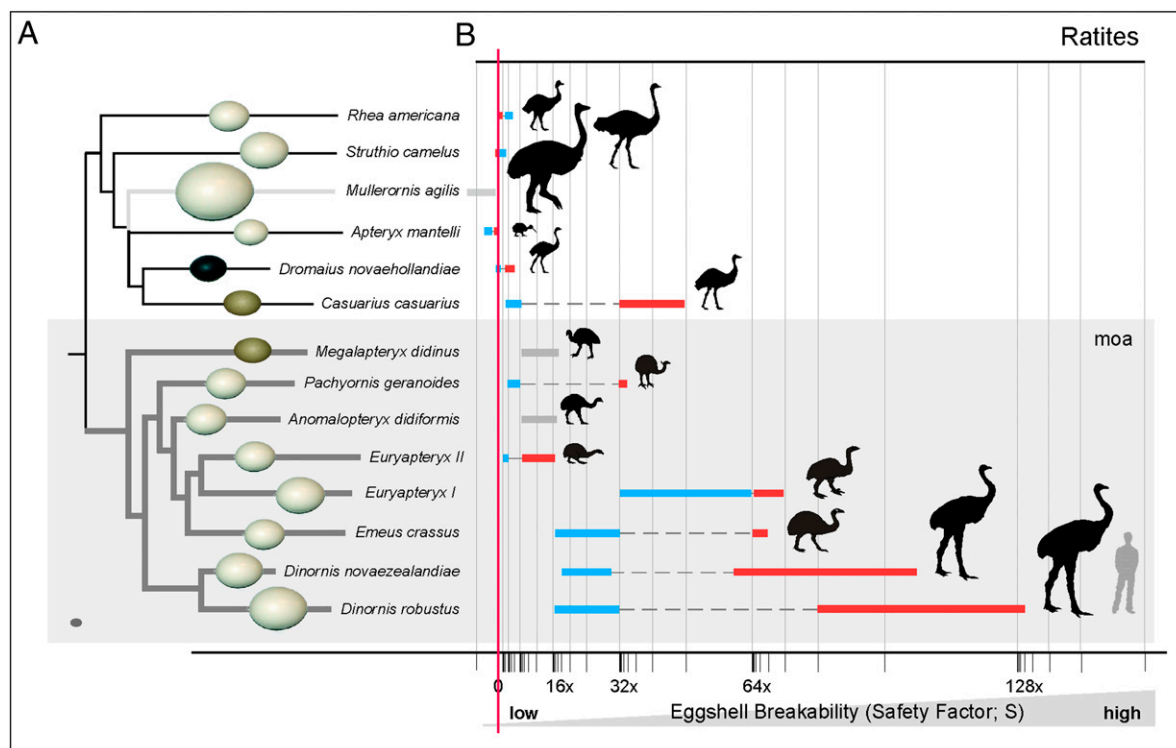 A
B
Ratites
Rhea americana
Struthio camelus
Mullerornis agilis
Apteryx mantelli
Dromaius novaehollandiae
Casuarius casuarius
moa
Megalapteryx didinus
Pachyornis geranoides
Anomalopteryx didiformis
Euryapteryx II
Euryapteryx I
Emeus crassus
Dinornis novaezealandiae
Dinornis robustus
0 16x 32x 64x 128x
low Eggshell Breakability (Safety Factor; S) high